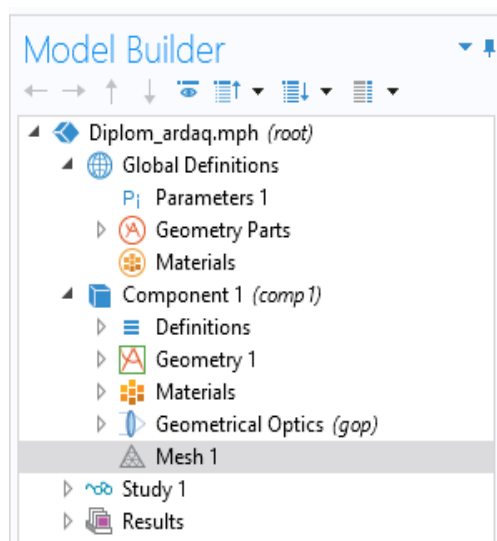 Model Builder
Diplom_ardaq.mph (root)
Global Definitions
Pi Parameters 1
Geometry Parts
Materials
Component 1 (comp1)
Definitions
Geometry 1
Materials
Geometrical Optics (gop)
Mesh 1
Study 1
Results